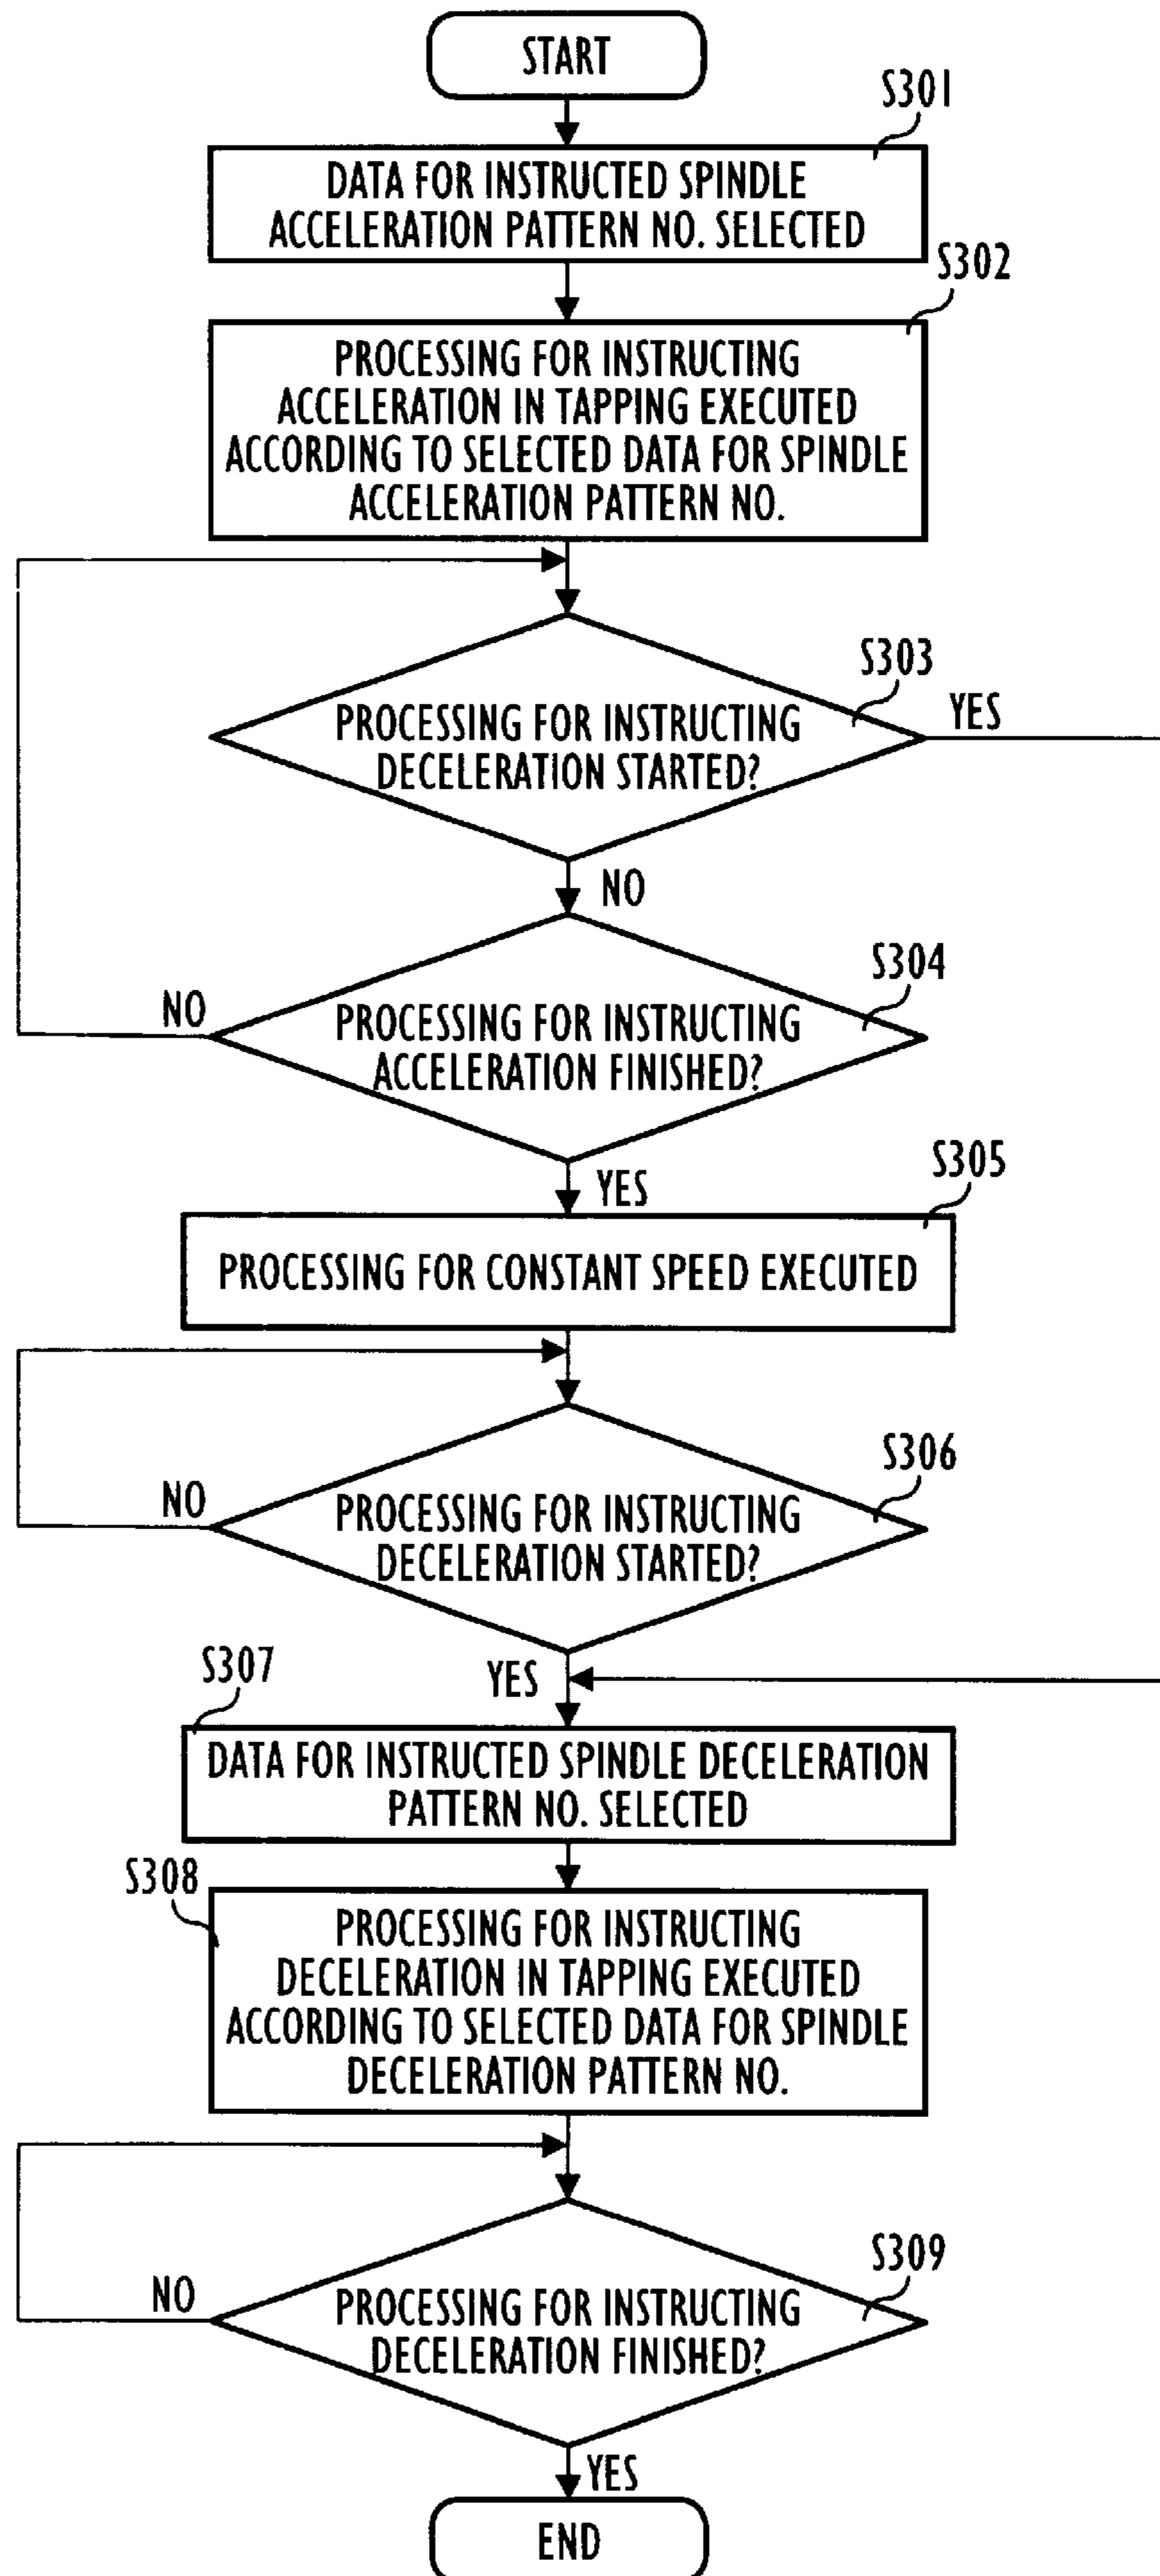 START
S301
DATA FOR INSTRUCTED SPINDLE
ACCELERATION PATTERN NO. SELECTED
S302
PROCESSING FOR INSTRUCTING
ACCELERATION IN TAPPING EXECUTED
ACCORDING TO SELECTED DATA FOR SPINDLE
ACCELERATION PATTERN NO.
S303
PROCESSING FOR INSTRUCTING
DECELERATION STARTED?
YES
NO
S304
PROCESSING FOR INSTRUCTING
ACCELERATION FINISHED?
NO
YES
S305
PROCESSING FOR CONSTANT SPEED EXECUTED
S306
PROCESSING FOR INSTRUCTING
DECELERATION STARTED?
NO
YES
S307
DATA FOR INSTRUCTED SPINDLE DECELERATION
PATTERN NO. SELECTED
S308
PROCESSING FOR INSTRUCTING
DECELERATION IN TAPPING EXECUTED
ACCORDING TO SELECTED DATA FOR SPINDLE
DECELERATION PATTERN NO.
S309
PROCESSING FOR INSTRUCTING
DECELERATION FINISHED?
NO
YES
END